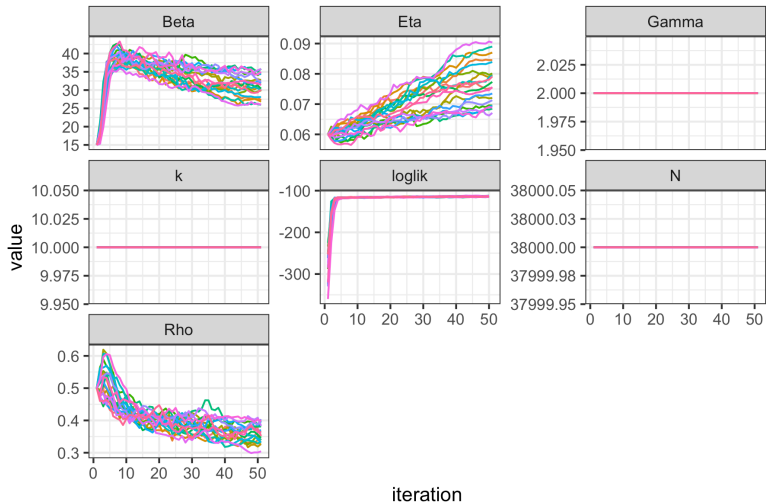 Beta
Eta
Gamma
40
35
30
25
20
15
0.09
0.08
0.07
0.06
2.025
2.000
1.975
1.950
k
loglik
N
10.050
10.025
10.000
9.975
9.950
-100
-200
-300
38000.05
38000.03
38000.00
37999.98
37999.95
0 10 20 30 40 50
0 10 20 30 40 50
Rho
0.6
0.5
0.4
0.3
0 10 20 30 40 50
value
iteration